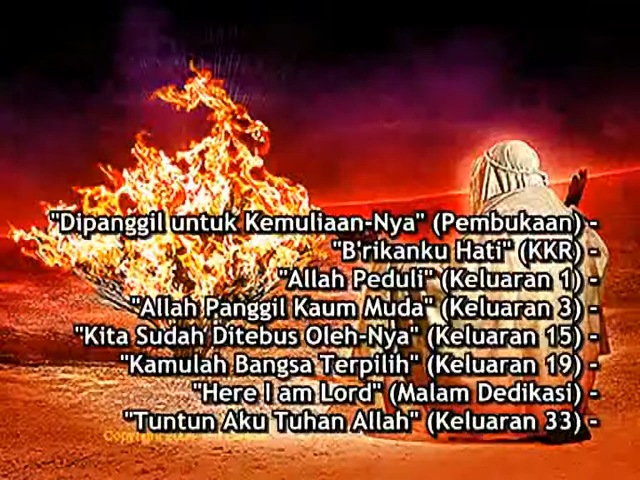 "Dipanggil untuk Kemuliaan-Nya" (Pembukaan) -
"B'rikanku Hati" (KKR) -
"Allah Peduli" (Keluaran 1) -
"Allah Panggil Kaum Muda" (Keluaran 3) -
"Kita Sudah Ditebus Oleh-Nya" (Keluaran 15) -
"Kamulah Bangsa Terpilih" (Keluaran 19) -
"Here I am Lord" (Malam Dedikasi) -
"Tuntun Aku Tuhan Allah" (Keluaran 33) -
Copyright